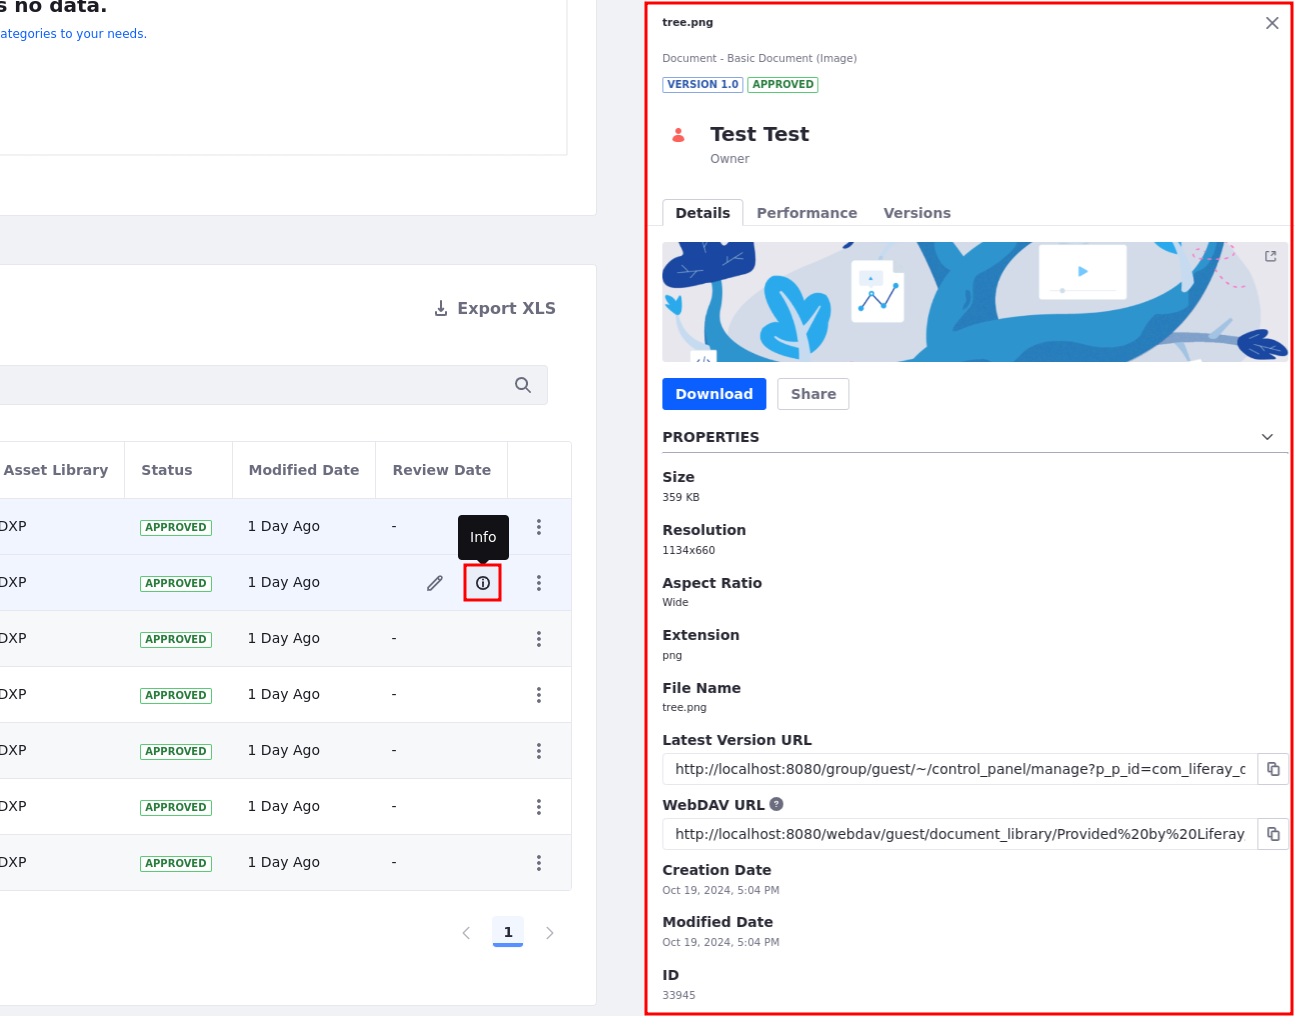 s no data.
ategories to your needs.
Export XLS
Asset Library Status Modified Date Review Date
DXP APPROVED 1 Day Ago -
Info
DXP APPROVED 1 Day Ago
DXP APPROVED 1 Day Ago -
DXP APPROVED 1 Day Ago -
DXP APPROVED 1 Day Ago -
DXP APPROVED 1 Day Ago -
DXP APPROVED 1 Day Ago -
1
tree.png
Document - Basic Document (Image)
VERSION 1.0 APPROVED
Test Test
Owner
Details Performance Versions
</>
Download Share
PROPERTIES
Size
359 KB
Resolution
1134x660
Aspect Ratio
Wide
Extension
png
File Name
tree.png
Latest Version URL
http://localhost:8080/group/guest/~/control_panel/manage?p_p_id=com_liferay_c
WebDAV URL ?
http://localhost:8080/webdav/guest/document_library/Provided%20by%20Liferay
Creation Date
Oct 19, 2024, 5:04 PM
Modified Date
Oct 19, 2024, 5:04 PM
ID
33945